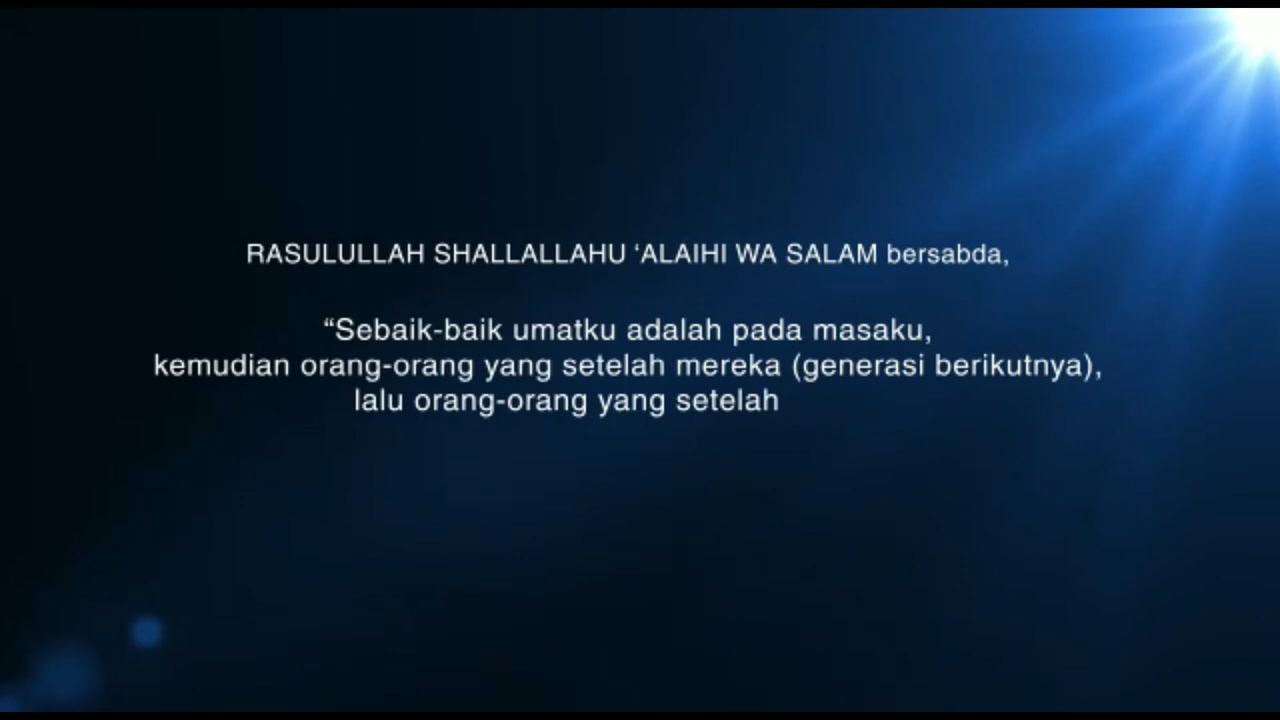 RASULULLAH SHALLALLAHU ‘ALAIHI WA SALAM bersabda,
“Sebaik-baik umatku adalah pada masaku,
kemudian orang-orang yang setelah mereka (generasi berikutnya),
lalu orang-orang yang setelah